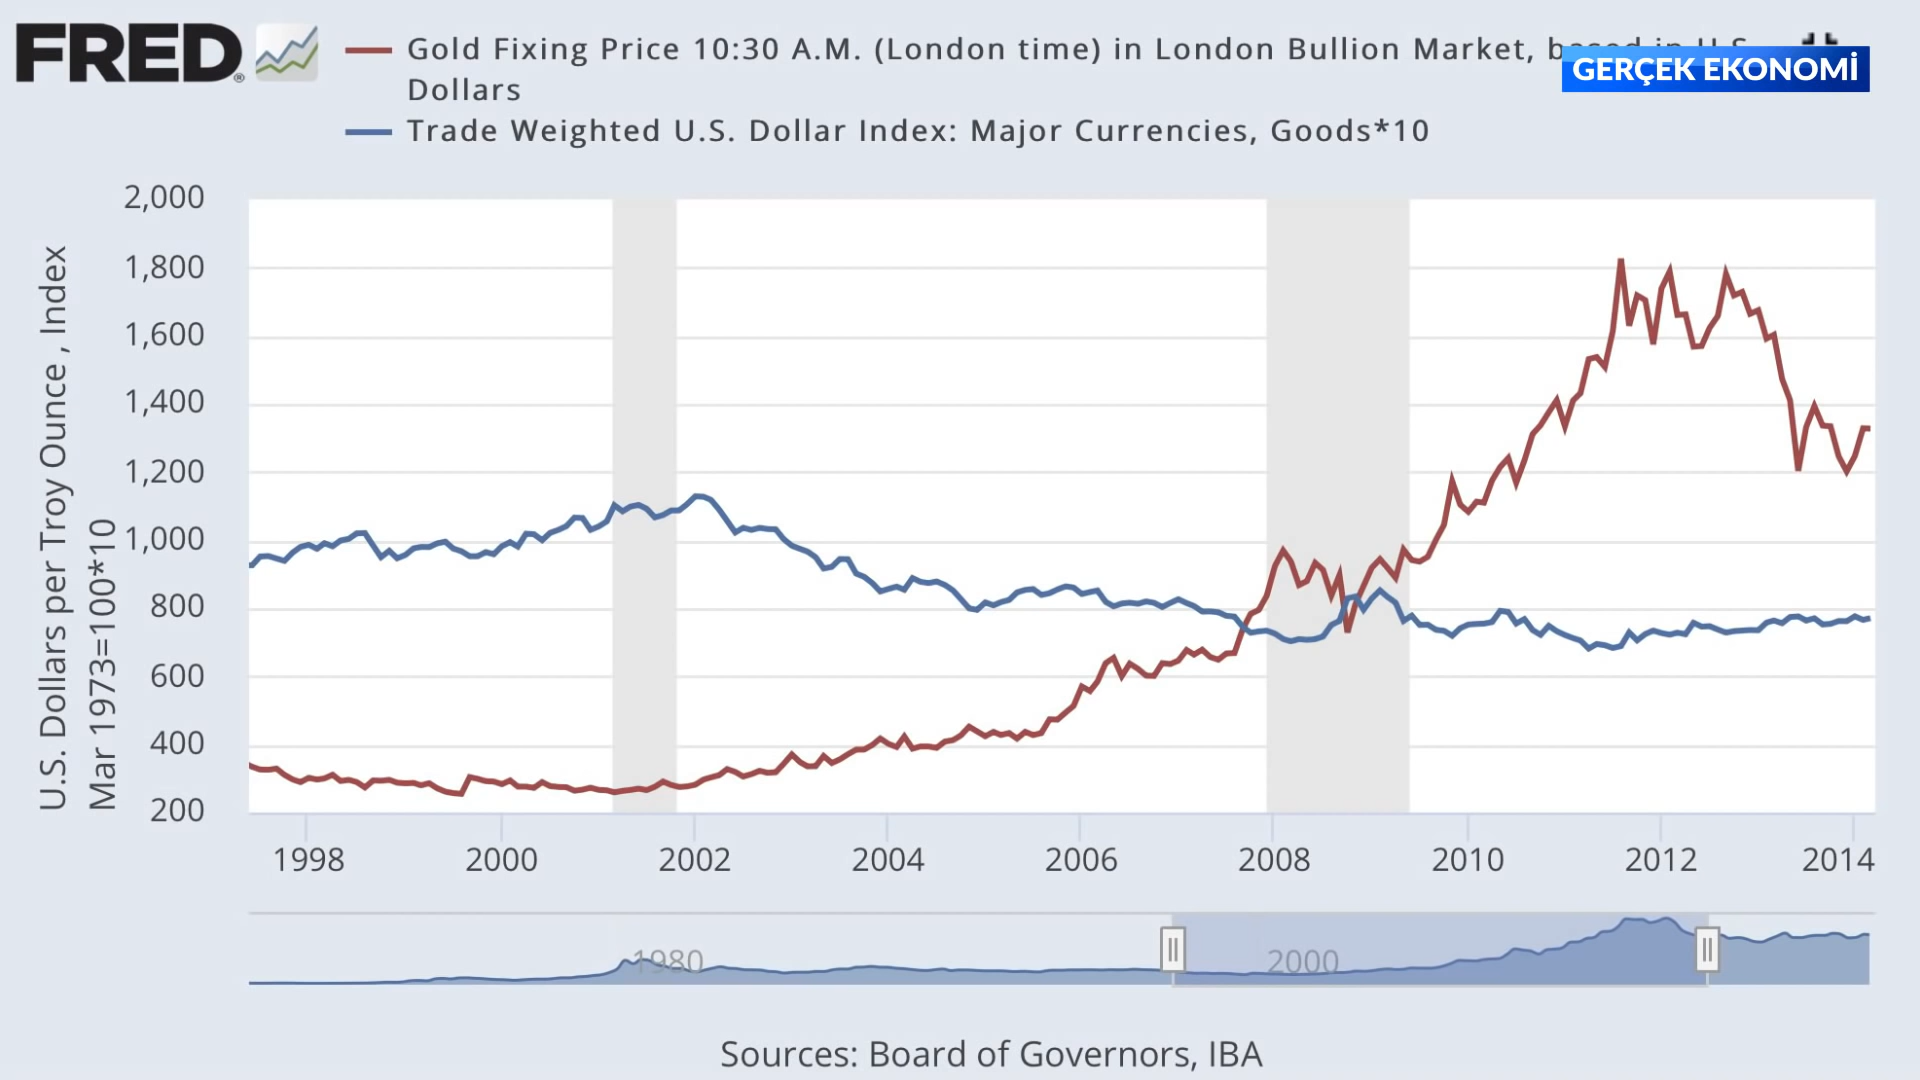 FRED
Gold Fixing Price 10:30 A.M. (London time) in London Bullion Market, based in U.S.
Dollars
GERÇEK EKONOMİ
Trade Weighted U.S. Dollar Index: Major Currencies, Goods*10
U.S. Dollars per Troy Ounce , Index
Mar 1973=100*10
2,000
1,800
1,600
1,400
1,200
1,000
800
600
400
200
1998
2000
2002
2004
2006
2008
2010
2012
2014
1980
2000
Sources: Board of Governors, IBA